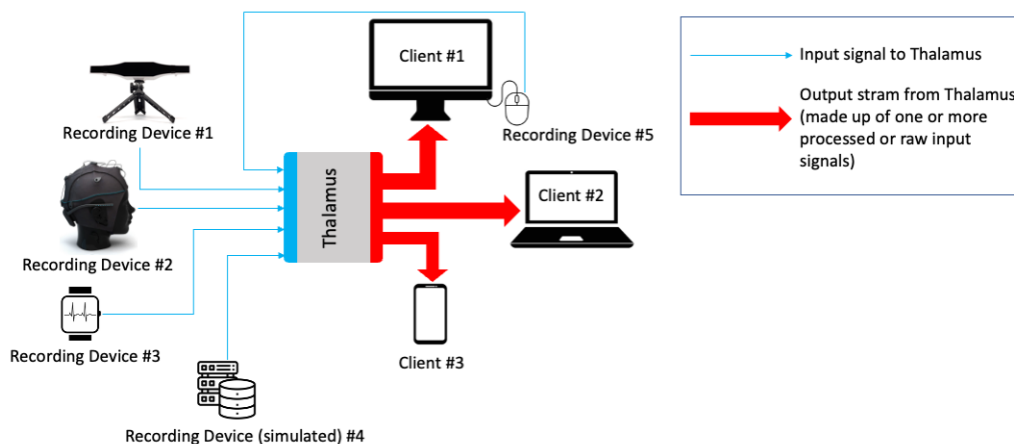 Client #1
Recording Device #1
Recording Device #5
Thalamus
Client #2
Recording Device #2
Recording Device #3
Client #3
Recording Device (simulated) #4
Input signal to Thalamus
Output stram from Thalamus
(made up of one or more
processed or raw input
signals)